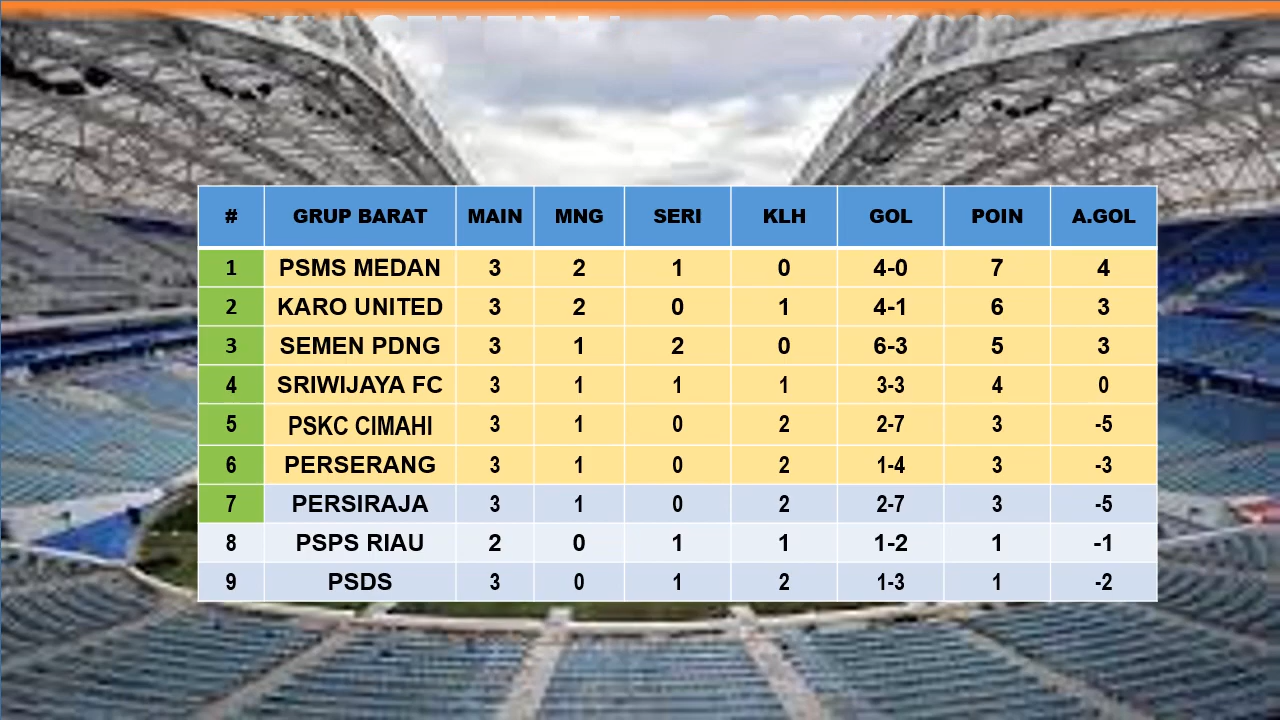 # GRUP BARAT MAIN MNG SERI KLH GOL POIN A.GOL
1 PSMS MEDAN 3 2 1 0 4-0 7 4
2 KARO UNITED 3 2 0 1 4-1 6 3
3 SEMEN PDNG 3 1 2 0 6-3 5 3
4 SRIWIJAYA FC 3 1 1 1 3-3 4 0
5 PSKC CIMAHI 3 1 0 2 2-7 3 -5
6 PERSERANG 3 1 0 2 1-4 3 -3
7 PERSIRAJA 3 1 0 2 2-7 3 -5
8 PSPS RIAU 2 0 1 1 1-2 1 -1
9 PSDS 3 0 1 2 1-3 1 -2